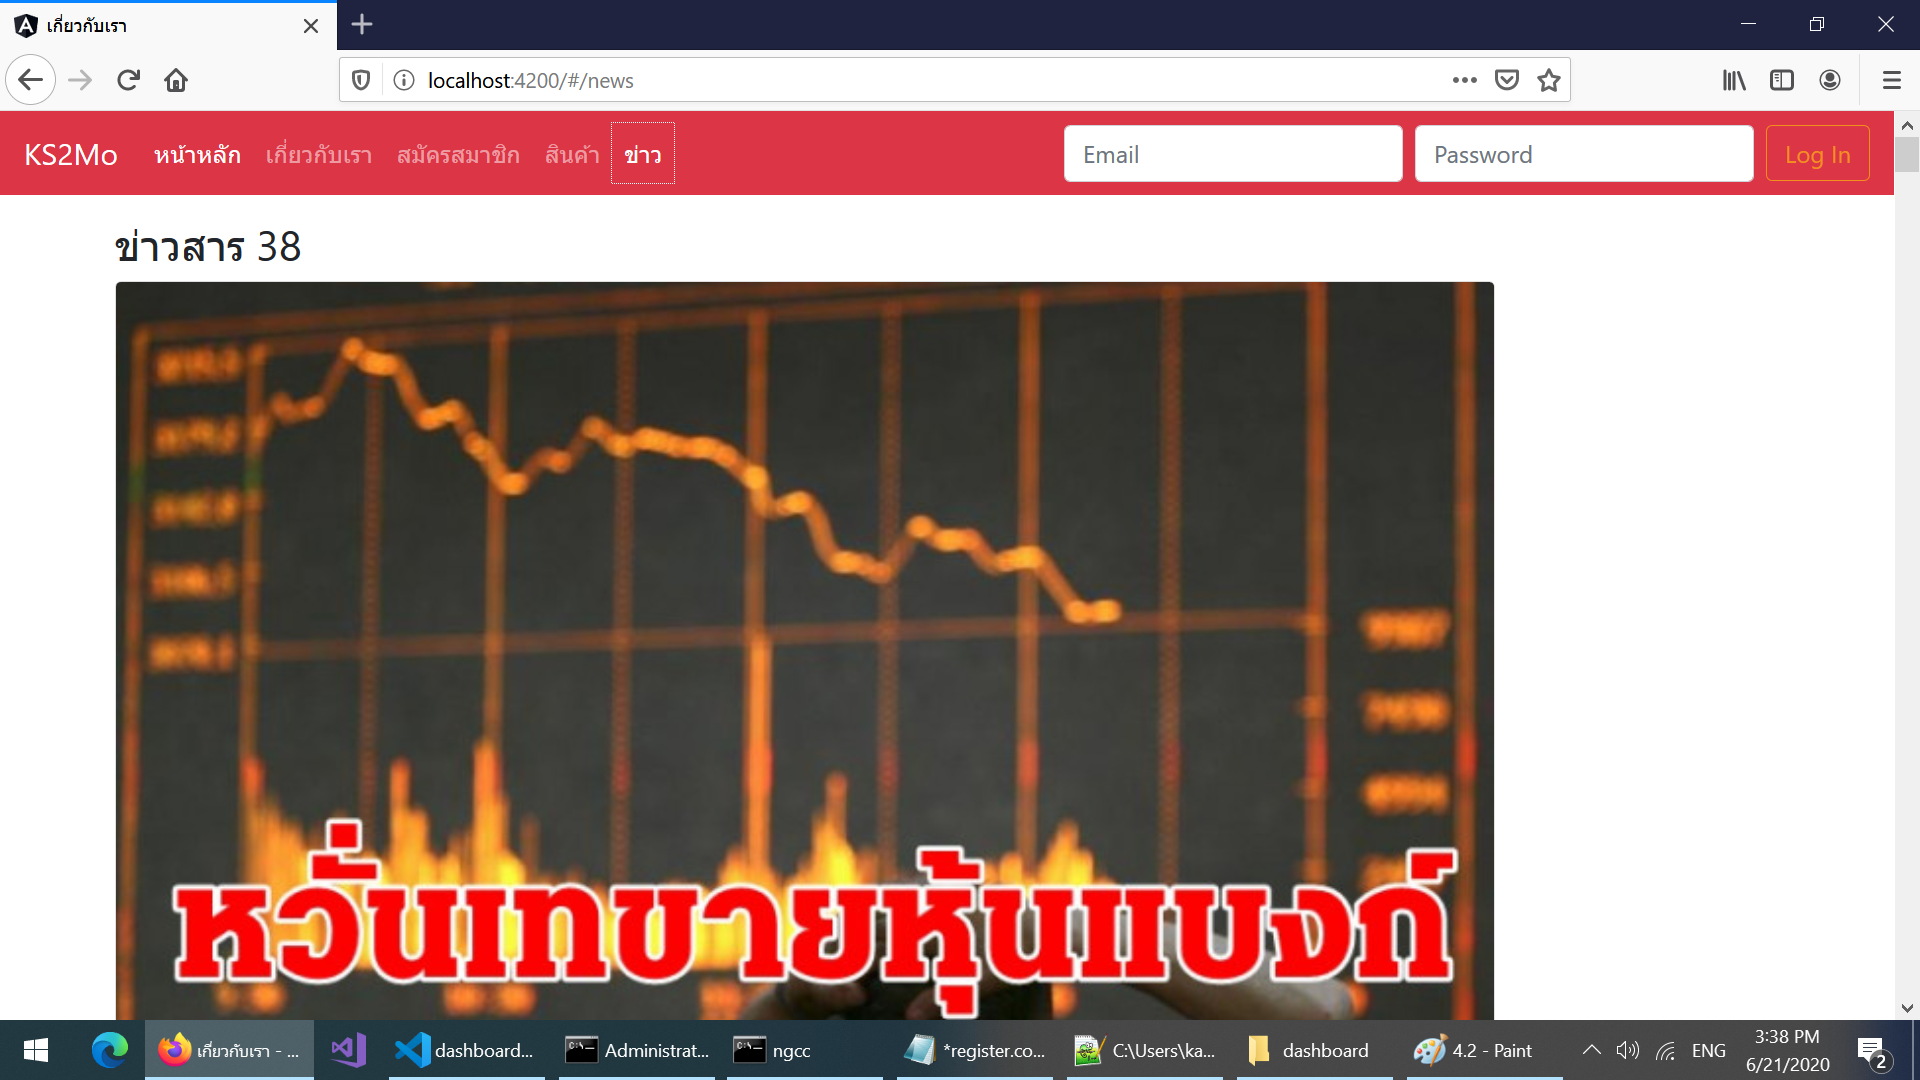 เกี่ยวกับเรา
localhost:4200/#/news
KS2Mo หน้าหลัก เกี่ยวกับเรา สมัครสมาชิก สินค้า ข่าว Email Password Log In
ข่าวสาร 38
หวั่นเทขายหุ้นแบงก์
เกี่ยวกับเรา - ... dashboard... Administrat... ngcc *register.co... C:\Users\ka... dashboard 4.2 - Paint ENG 3:38 PM
6/21/2020 2